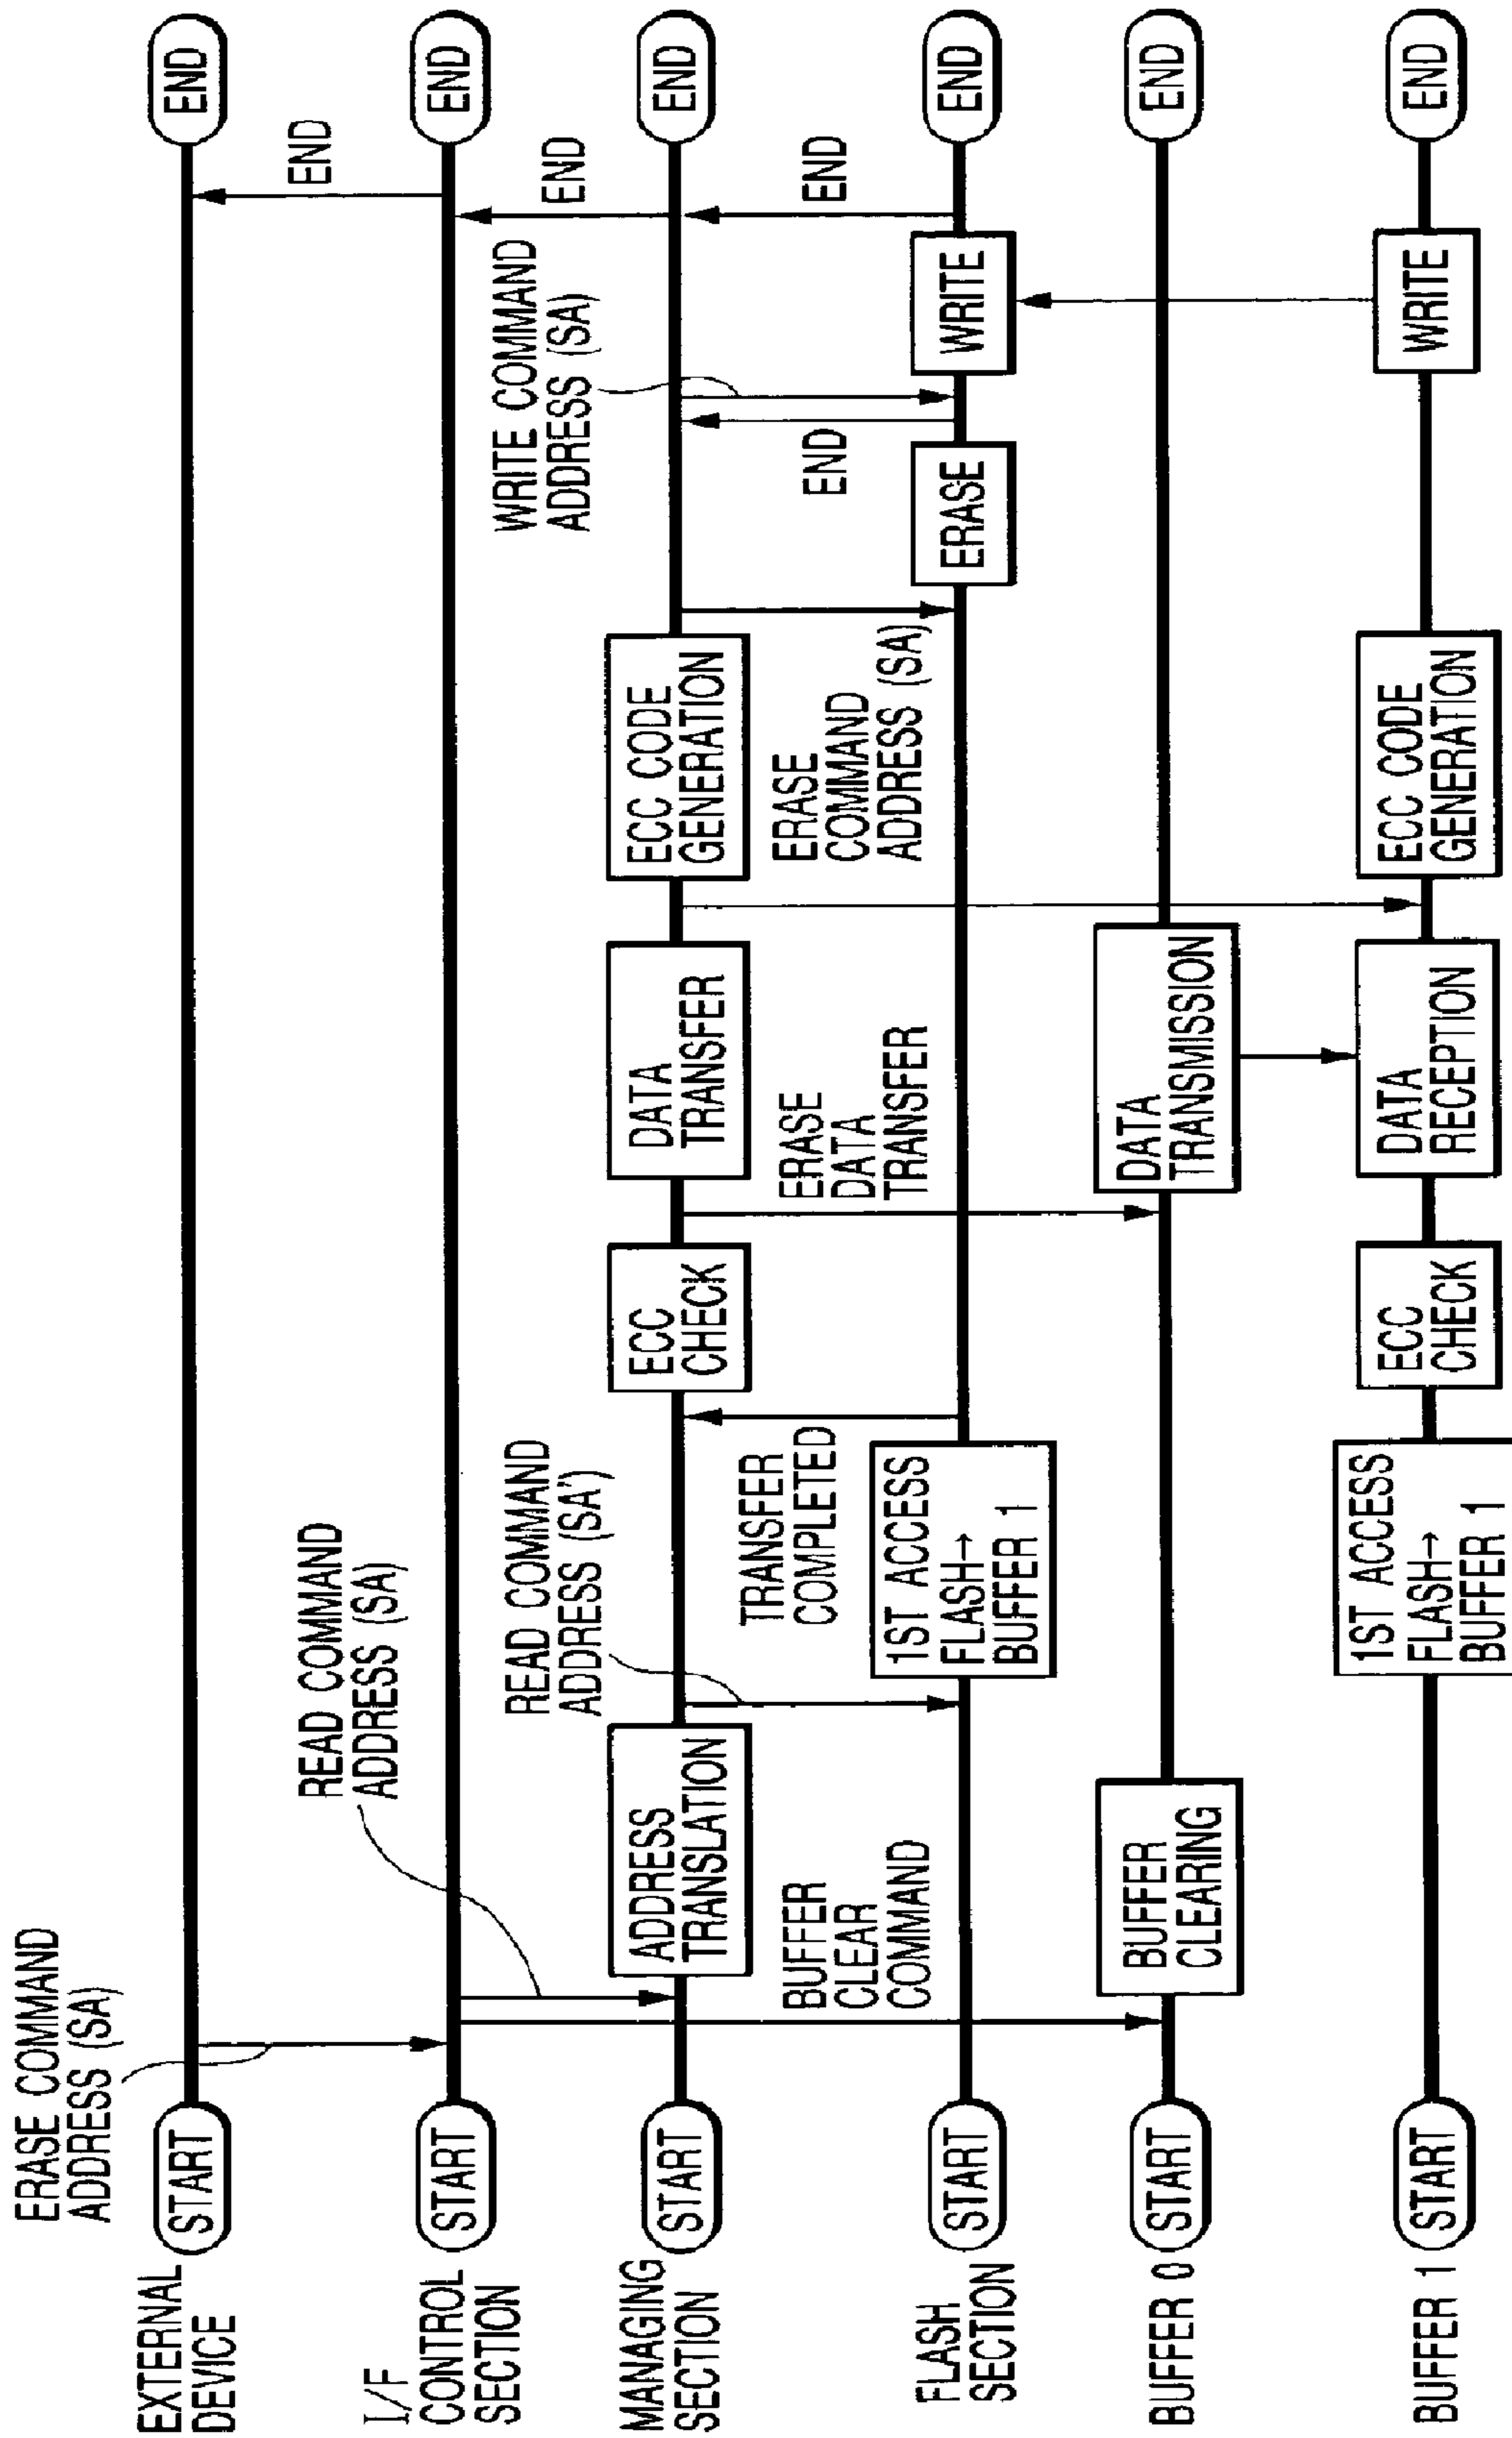 EXTERNAL
DEVICE
START
ERASE COMMAND
ADDRESS (SA)
END
END
I/F
CONTROL
SECTION
START
READ COMMAND
ADDRESS (SA)
END
END
MANAGING
SECTION
START
ADDRESS
TRANSLATION
READ COMMAND
ADDRESS (SA')
ECC
CHECK
DATA
TRANSFER
ECC CODE
GENERATION
WRITE COMMAND
ADDRESS (SA)
END
BUFFER
CLEAR
COMMAND
TRANSFER
COMPLETED
ERASE
DATA
TRANSFER
ERASE
COMMAND
ADDRESS (SA)
END
END
FLASH
SECTION
START
1ST ACCESS
FLASH→
BUFFER 1
ERASE
WRITE
END
BUFFER 0
START
BUFFER
CLEARING
DATA
TRANSMISSION
END
BUFFER 1
START
1ST ACCESS
FLASH→
BUFFER 1
ECC
CHECK
DATA
RECEPTION
ECC CODE
GENERATION
WRITE
END